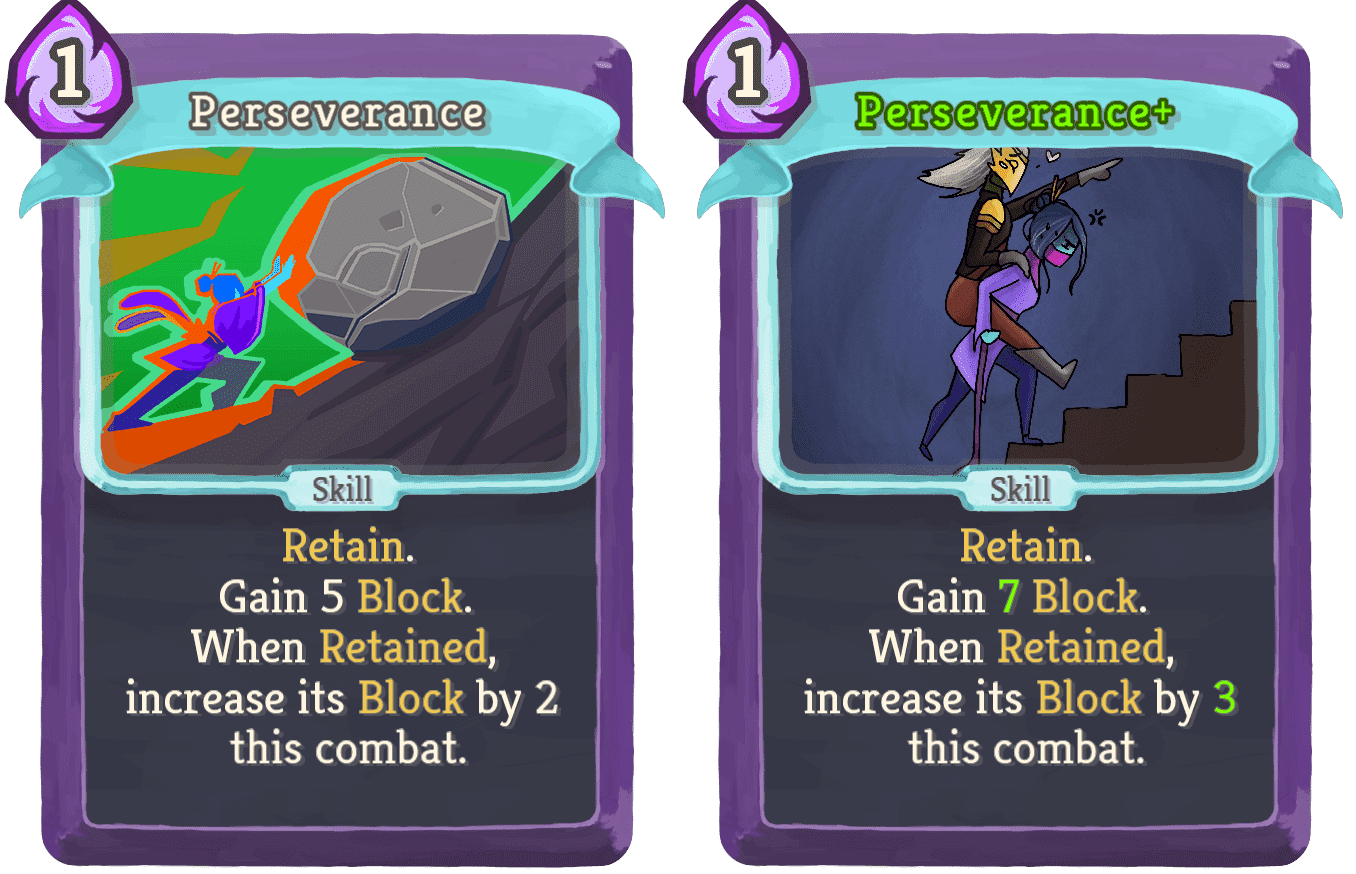 1
Perseverance
Skill
Retain.
Gain 5 Block.
When Retained,
increase its Block by 2
this combat.
1
Perseverance+
Skill
Retain.
Gain 7 Block.
When Retained,
increase its Block by 3
this combat.